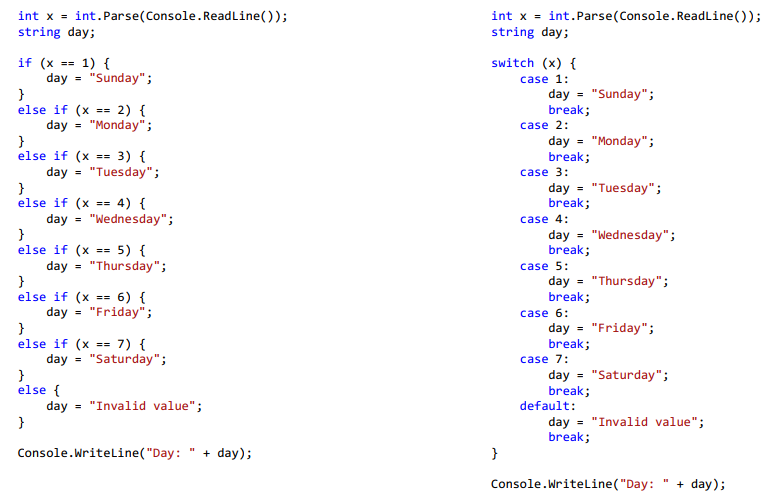 int x = int.Parse(Console.ReadLine());
string day;
if (x == 1) {
day = "Sunday";
}
else if (x == 2) {
day = "Monday";
}
else if (x == 3) {
day = "Tuesday";
}
else if (x == 4) {
day = "Wednesday";
}
else if (x == 5) {
day = "Thursday";
}
else if (x == 6) {
day = "Friday";
}
else if (x == 7) {
day = "Saturday";
}
else {
day = "Invalid value";
}
Console.WriteLine("Day: " + day);
int x = int.Parse(Console.ReadLine());
string day;
switch (x) {
case 1:
day = "Sunday";
break;
case 2:
day = "Monday";
break;
case 3:
day = "Tuesday";
break;
case 4:
day = "Wednesday";
break;
case 5:
day = "Thursday";
break;
case 6:
day = "Friday";
break;
case 7:
day = "Saturday";
break;
default:
day = "Invalid value";
break;
}
Console.WriteLine("Day: " + day);